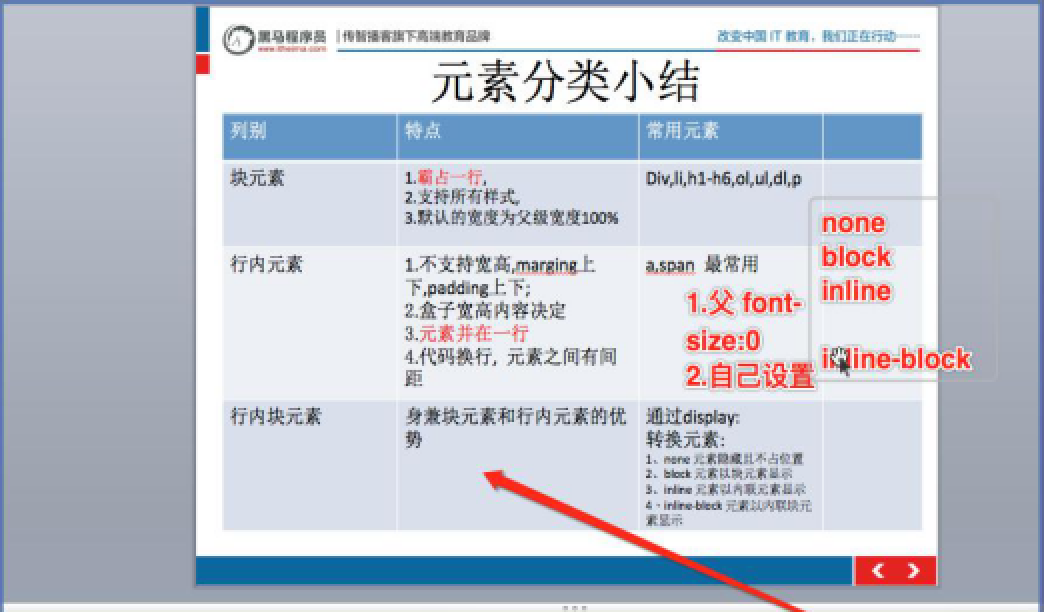 黑马程序员
www.itheima.com
传智播客旗下高端教育品牌
改变中国 IT 教育，我们正在行动……
元素分类小结
列别
特点
常用元素
块元素
1.霸占一行,
2.支持所有样式,
3.默认的宽度为父级宽度100%
Div,li,h1-h6,ol,ul,dl,p
行内元素
1.不支持宽高,marging上
下,padding上下;
2.盒子宽高内容决定
3.元素并在一行
4.代码换行, 元素之间有间
距
a,span 最常用
1.父 font-
size:0
2.自己设置
none
block
inline
inline-block
行内块元素
身兼块元素和行内元素的优
势
通过display:
转换元素:
1、none 元素隐藏且不占位置
2、block 元素以块元素显示
3、inline 元素以内联元素显示
4、inline-block 元素以内联块元
素显示